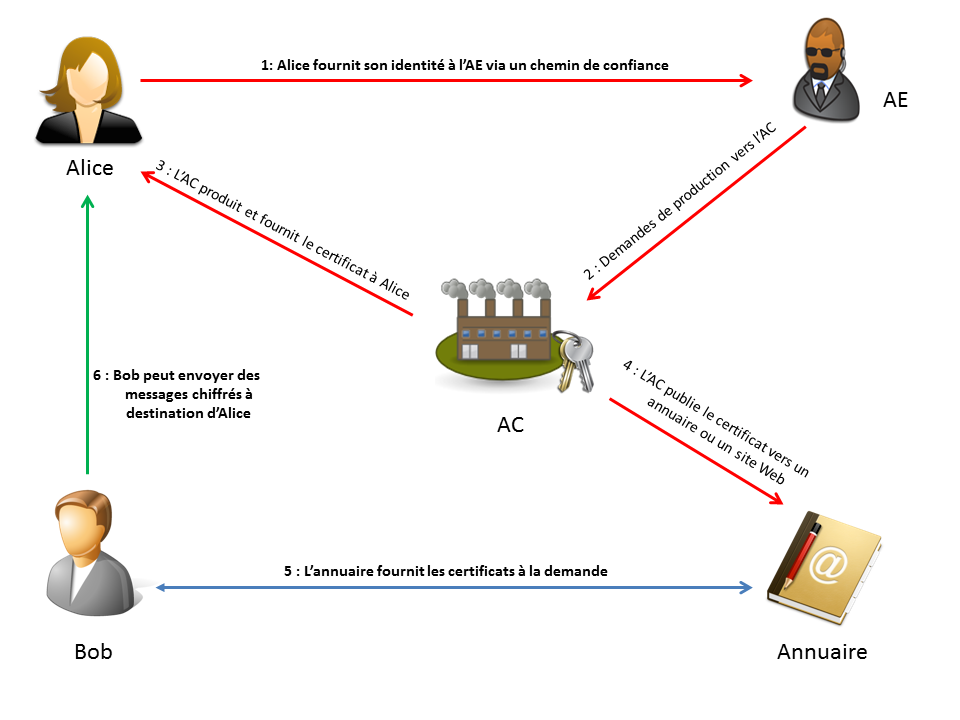 1: Alice fournit son identité à l'AE via un chemin de confiance
AE
Alice
3 : L'AC produit et fournit le certificat à Alice
2 : Demandes de production vers l'AC
6 : Bob peut envoyer des
messages chiffrés à
destination d'Alice
AC
4 : L'AC publie le certificat vers un
annuaire ou un site Web
@
5 : L'annuaire fournit les certificats à la demande
Bob
Annuaire